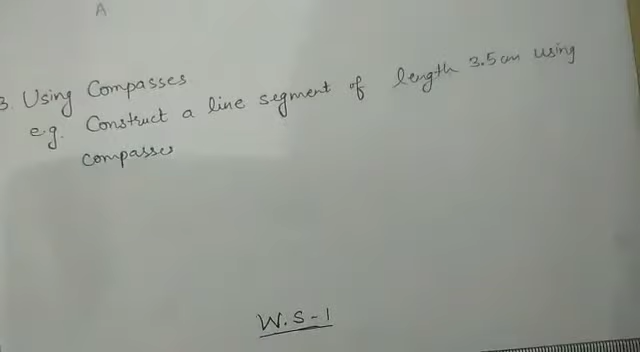 A
3. Using Compasses
e.g. Construct a line segment of length 3.5 cm using
compasses
W.S-1